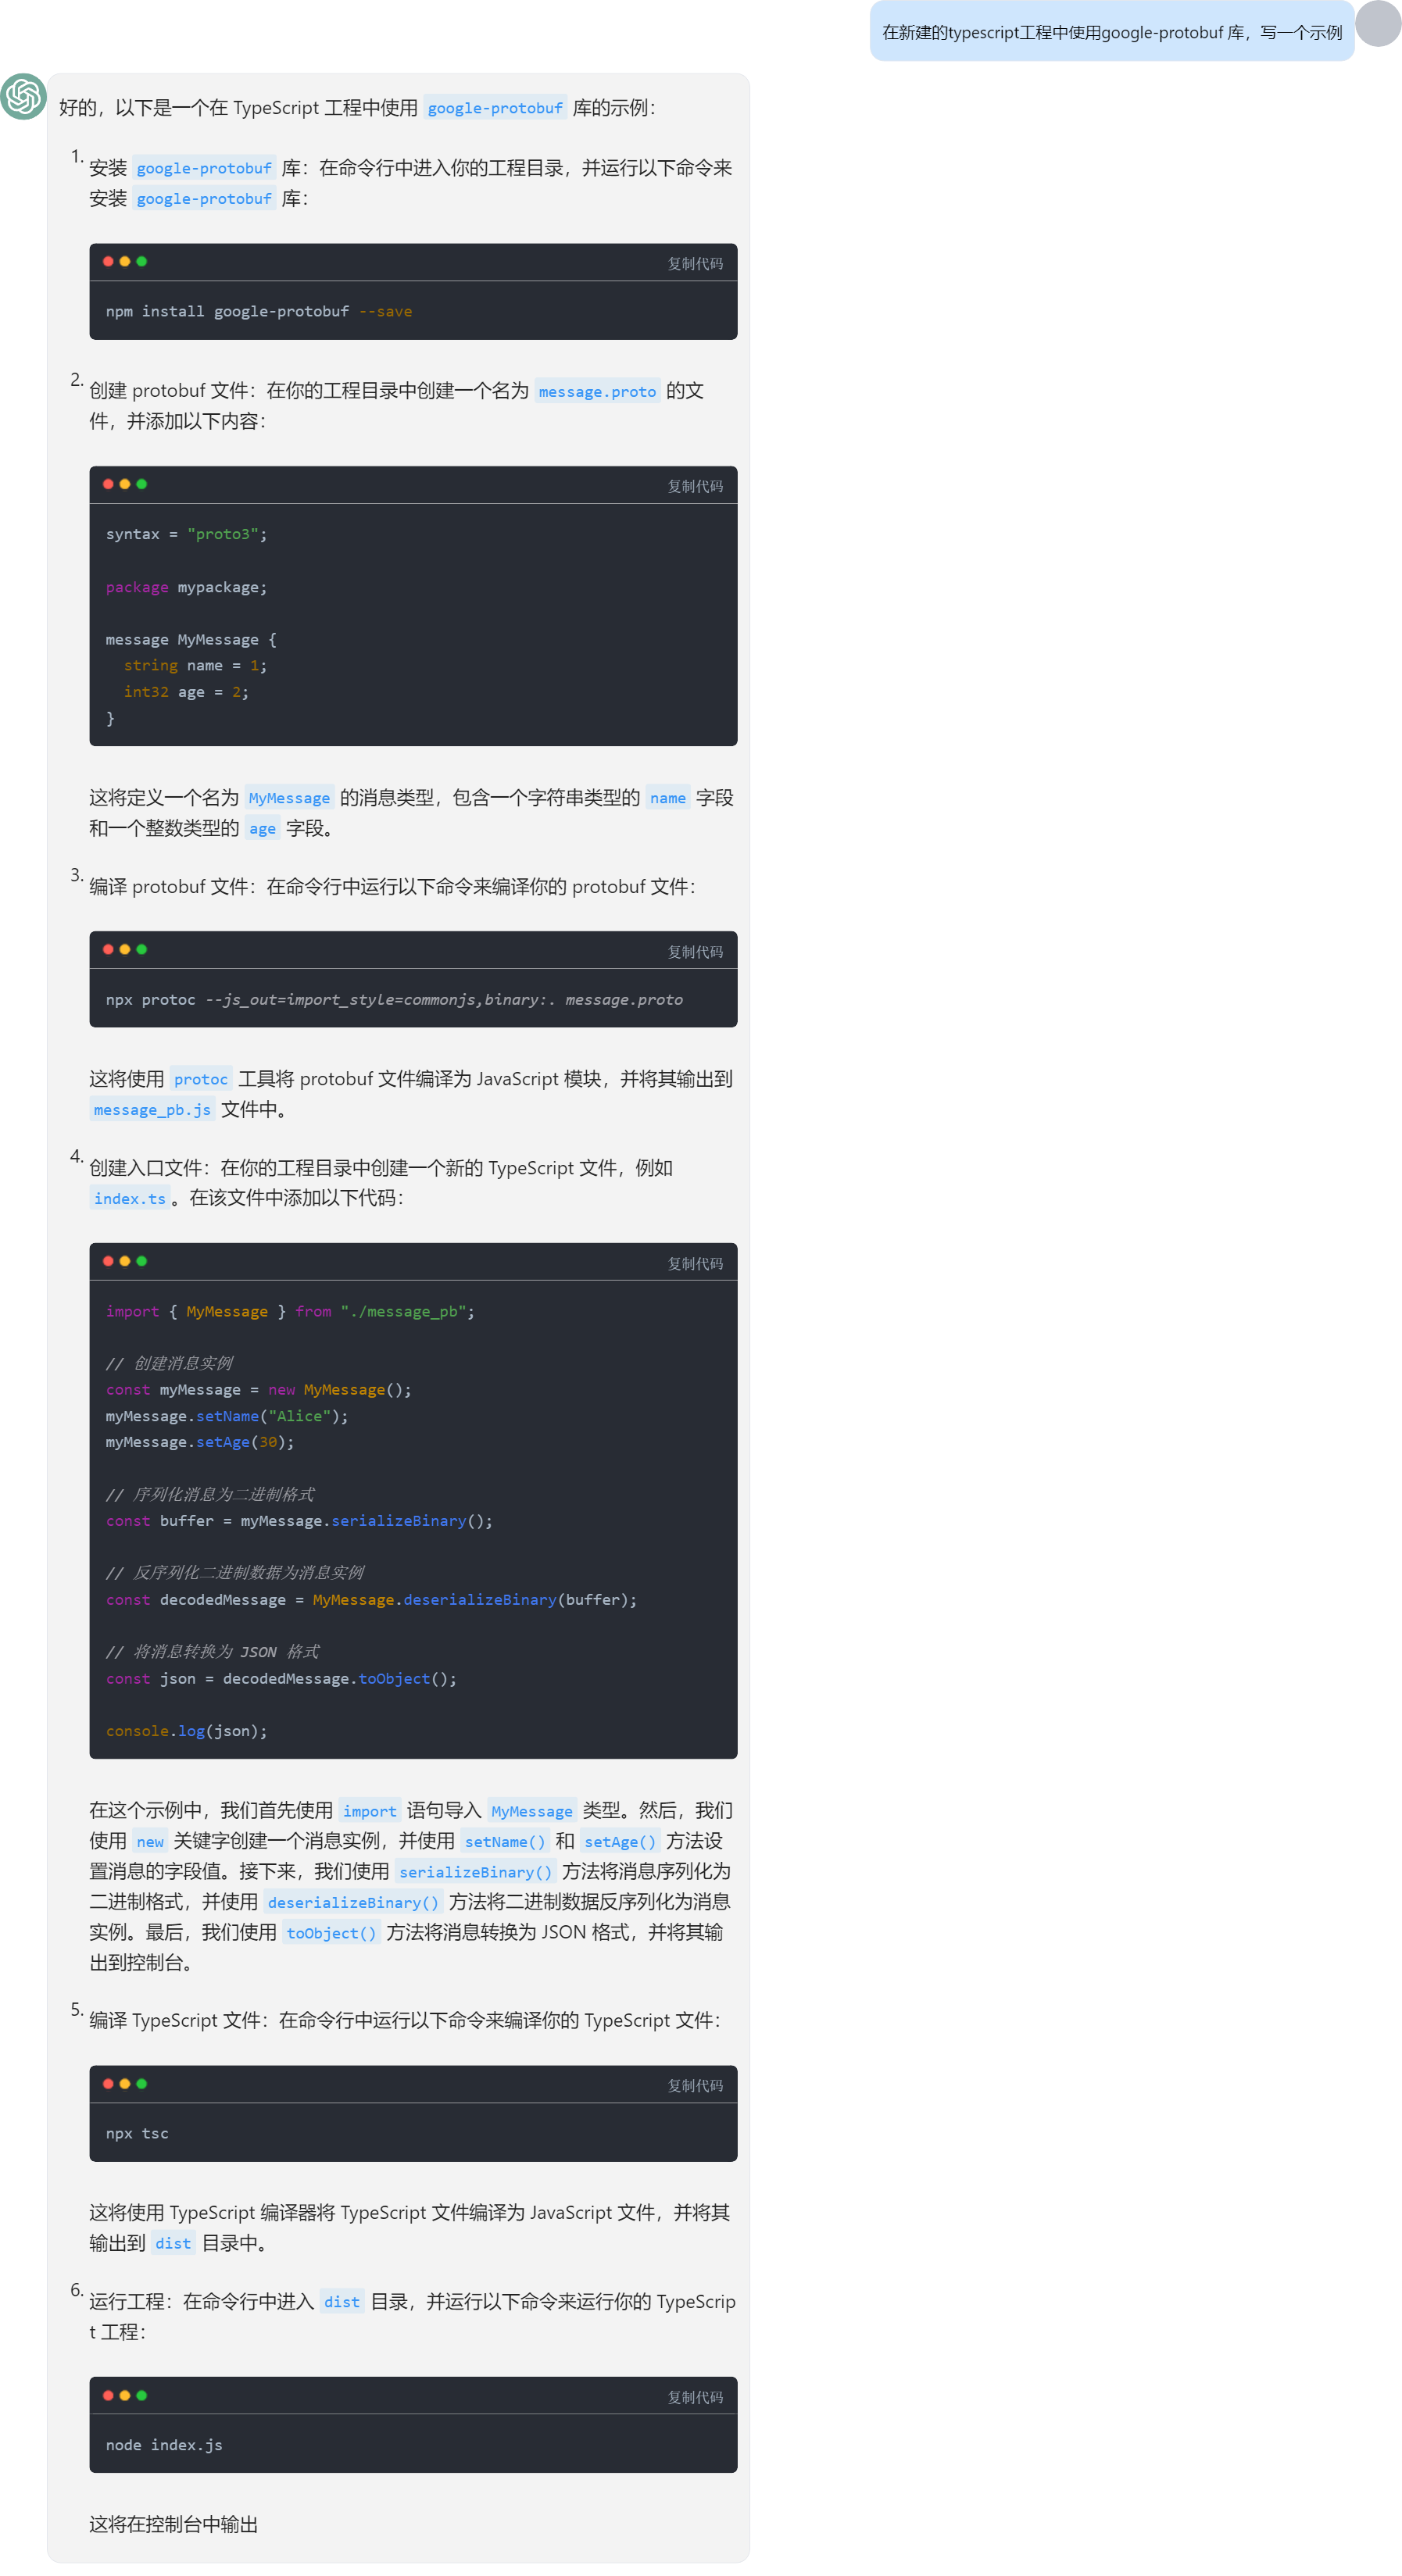 在新建的typescript工程中使用google-protobuf 库，写一个示例
好的，以下是一个在 TypeScript 工程中使用 google-protobuf 库的示例：
1. 安装 google-protobuf 库：在命令行中进入你的工程目录，并运行以下命令来
安装 google-protobuf 库：
复制代码
npm install google-protobuf --save
2. 创建 protobuf 文件：在你的工程目录中创建一个名为 message.proto 的文
件，并添加以下内容：
复制代码
syntax = "proto3";
package mypackage;
message MyMessage {
string name = 1;
int32 age = 2;
}
这将定义一个名为 MyMessage 的消息类型，包含一个字符串类型的 name 字段
和一个整数类型的 age 字段。
3. 编译 protobuf 文件：在命令行中运行以下命令来编译你的 protobuf 文件：
复制代码
npx protoc --js_out=import_style=commonjs,binary:. message.proto
这将使用 protoc 工具将 protobuf 文件编译为 JavaScript 模块，并将其输出到
message_pb.js 文件中。
4. 创建入口文件：在你的工程目录中创建一个新的 TypeScript 文件，例如
index.ts。在该文件中添加以下代码：
复制代码
import { MyMessage } from "./message_pb";
// 创建消息实例
const myMessage = new MyMessage();
myMessage.setName("Alice");
myMessage.setAge(30);
// 序列化消息为二进制格式
const buffer = myMessage.serializeBinary();
// 反序列化二进制数据为消息实例
const decodedMessage = MyMessage.deserializeBinary(buffer);
// 将消息转换为 JSON 格式
const json = decodedMessage.toObject();
console.log(json);
在这个示例中，我们首先使用 import 语句导入 MyMessage 类型。然后，我们
使用 new 关键字创建一个消息实例，并使用 setName() 和 setAge() 方法设
置消息的字段值。接下来，我们使用 serializeBinary() 方法将消息序列化为
二进制格式，并使用 deserializeBinary() 方法将二进制数据反序列化为消息
实例。最后，我们使用 toObject() 方法将消息转换为 JSON 格式，并将其输
出到控制台。
5. 编译 TypeScript 文件：在命令行中运行以下命令来编译你的 TypeScript 文件：
复制代码
npx tsc
这将使用 TypeScript 编译器将 TypeScript 文件编译为 JavaScript 文件，并将其
输出到 dist 目录中。
6. 运行工程：在命令行中进入 dist 目录，并运行以下命令来运行你的 TypeScrip
t 工程：
复制代码
node index.js
这将在控制台中输出